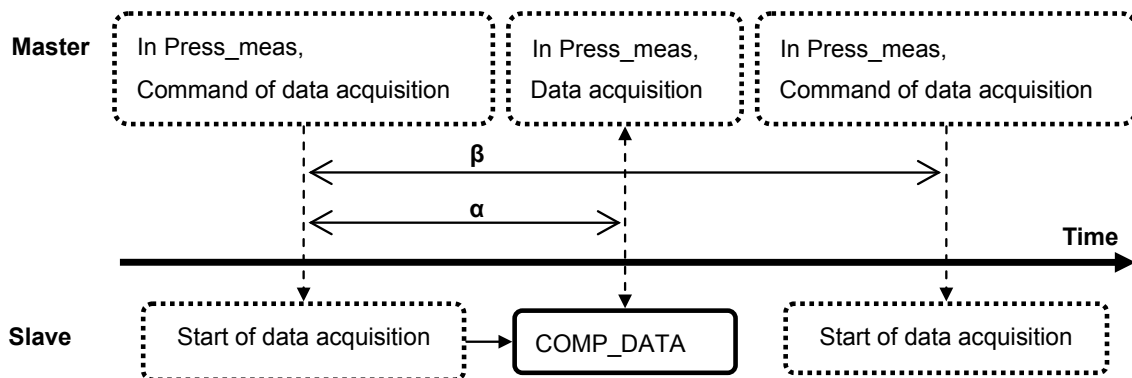 Master
In Press_meas,
Command of data acquisition
In Press_meas,
Data acquisition
In Press_meas,
Command of data acquisition
β
α
Time
Slave
Start of data acquisition
COMP_DATA
Start of data acquisition